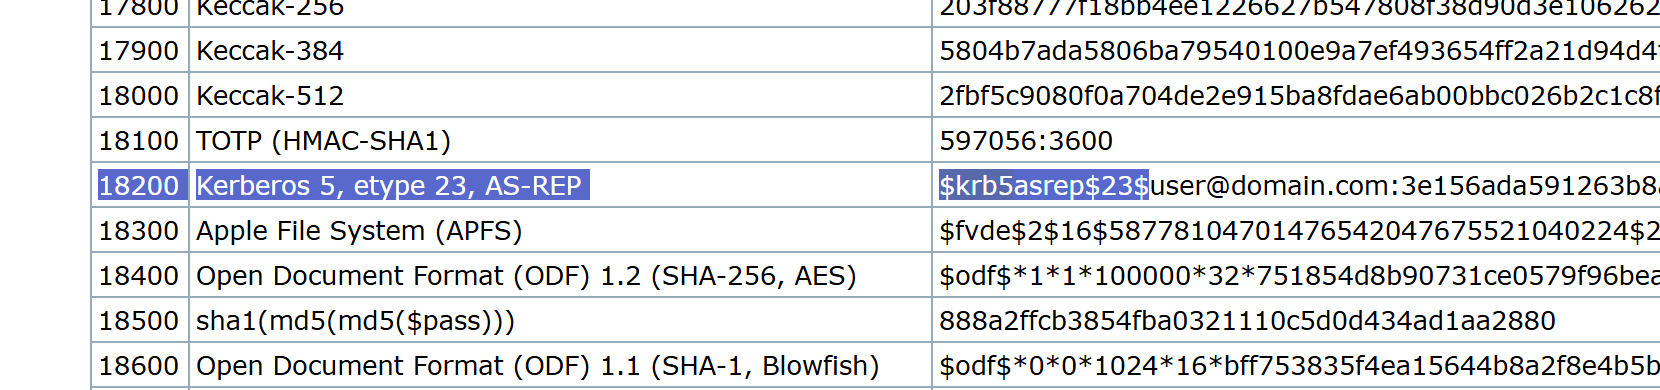 17800 Keccak-256 203f88777f18bb4ee1226627b547808f38d90d3e106262
17900 Keccak-384 5804b7ada5806ba79540100e9a7ef493654ff2a21d94d4
18000 Keccak-512 2fbf5c9080f0a704de2e915ba8fdae6ab00bbc026b2c1c8f
18100 TOTP (HMAC-SHA1) 597056:3600
18200 Kerberos 5, etype 23, AS-REP $krb5asrep$23$user@domain.com:3e156ada591263b8
18300 Apple File System (APFS) $fvde$2$16$58778104701476542047675521040224$2
18400 Open Document Format (ODF) 1.2 (SHA-256, AES) $odf$*1*1*100000*32*751854d8b90731ce0579f96bea
18500 sha1(md5(md5($pass))) 888a2ffcb3854fba0321110c5d0d434ad1aa2880
18600 Open Document Format (ODF) 1.1 (SHA-1, Blowfish) $odf$*0*0*1024*16*bff753835f4ea15644b8a2f8e4b5b